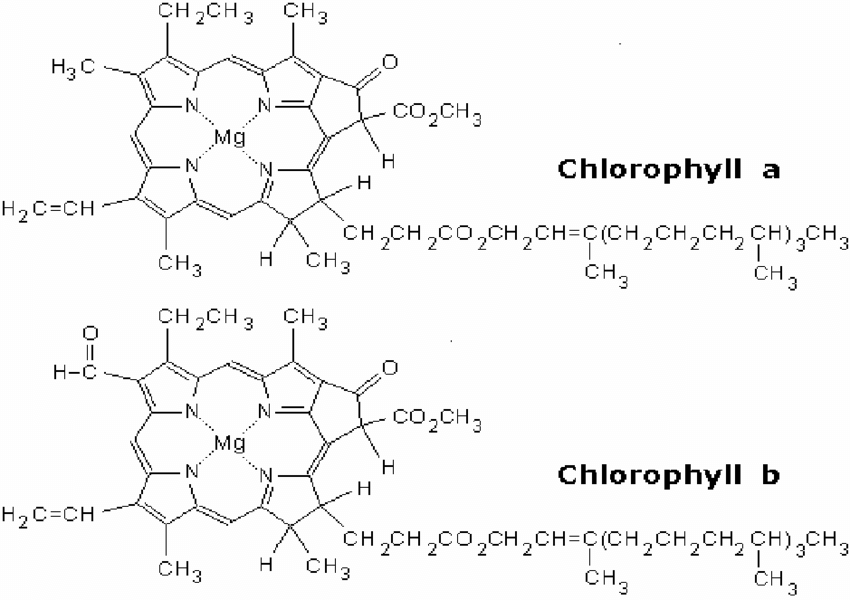 CH2CH3 CH3
H3C O
N N CO2CH3
Mg
H
N N H
Chlorophyll a
H2C=CH
CH2CH2CO2CH2CH=C(CH2CH2CH2CH)3CH3
CH3 H CH3 CH3 CH3
CH2CH3 CH3
O
H-C O
N N CO2CH3
Mg
H
N N H
Chlorophyll b
H2C=CH
CH2CH2CO2CH2CH=C(CH2CH2CH2CH)3CH3
CH3 H CH3 CH3 CH3